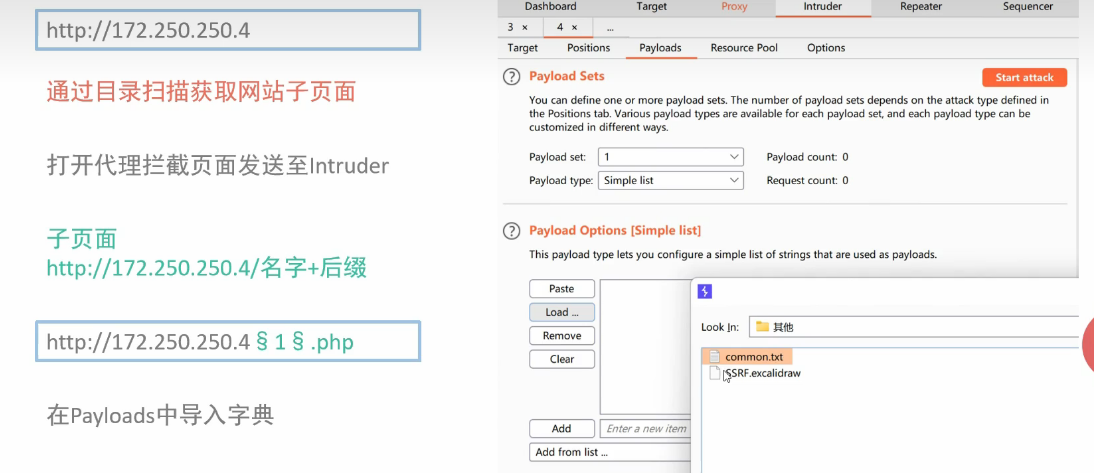 http://172.250.250.4
通过目录扫描获取网站子页面
打开代理拦截页面发送至Intruder
子页面
http://172.250.250.4/名字+后缀
http://172.250.250.4§1§.php
在Payloads中导入字典
Dashboard Target Proxy Intruder Repeater Sequencer
3 × 4 × ...
Target Positions Payloads Resource Pool Options
? Payload Sets Start attack
You can define one or more payload sets. The number of payload sets depends on the attack type defined in
the Positions tab. Various payload types are available for each payload set, and each payload type can be
customized in different ways.
Payload set: 1 Payload count: 0
Payload type: Simple list Request count: 0
? Payload Options [Simple list]
This payload type lets you configure a simple list of strings that are used as payloads.
Paste
Load ...
Remove
Clear
Add Enter a new item
Add from list ...
Look In: 其他
common.txt
SSRF.excalidraw